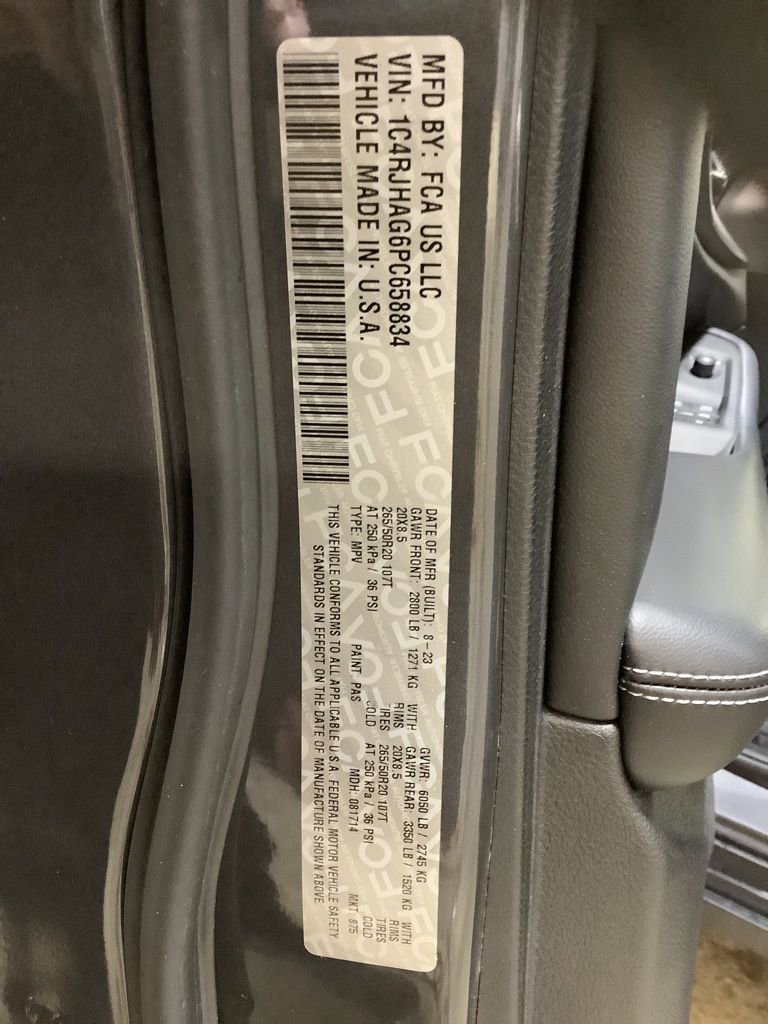 MFD BY: FCA US LLC
VIN: 1C4RJHAG6PC658834
VEHICLE MADE IN: U.S.A.
DATE OF MFR (BUILT): 8-23 GVWR: 6050 LB / 2745 KG
GAWR FRONT: 2800 LB / 1271 KG WITH GAWR REAR: 3350 LB / 1520 KG WITH
20X8.5 RIMS 20X8.5 RIMS
265/50R20 107T TIRES 265/50R20 107T TIRES
AT 250 kPa / 36 PSI COLD AT 250 kPa / 36 PSI COLD
TYPE: MPV PAINT: PAS MDH: 081714 MKT: 875
THIS VEHICLE CONFORMS TO ALL APPLICABLE U.S.A. FEDERAL MOTOR VEHICLE SAFETY
STANDARDS IN EFFECT ON THE DATE OF MANUFACTURE SHOWN ABOVE